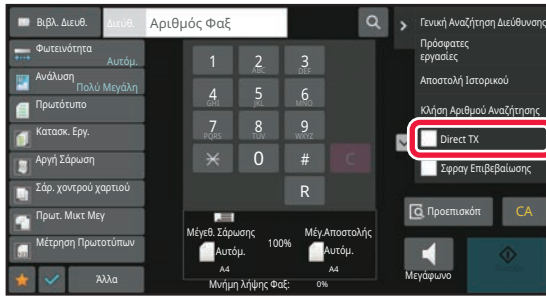 Βιβλ. Διευθ.
Διευθ.
Αριθμός Φαξ
Φωτεινότητα
Αυτόμ.
Ανάλυση
Πολύ Μεγάλη
Πρωτότυπο
Κατασκ. Εργ.
Αργή Σάρωση
Σάρ. χοντρού χαρτιού
Πρωτ. Μικτ Μεγ
Μέτρηση Πρωτοτύπων
Άλλα
1
2 ABC
3 DEF
4 GHI
5 JKL
6 MNO
7 PQRS
8 TUV
9 WXYZ
0
#
C
R
Μέγεθ. Σάρωσης
Αυτόμ.
A4
100%
Μέγ.Αποστολής
Αυτόμ.
A4
Μνήμη λήψης Φαξ: 0%
Γενική Αναζήτηση Διεύθυνσης
Πρόσφατες
εργασίες
Αποστολή Ιστορικού
Κλήση Αριθμού Αναζήτησης
Direct TX
Σφραγ Επιβεβαίωσης
Προεπισκόπ
CA
Μεγάφωνο